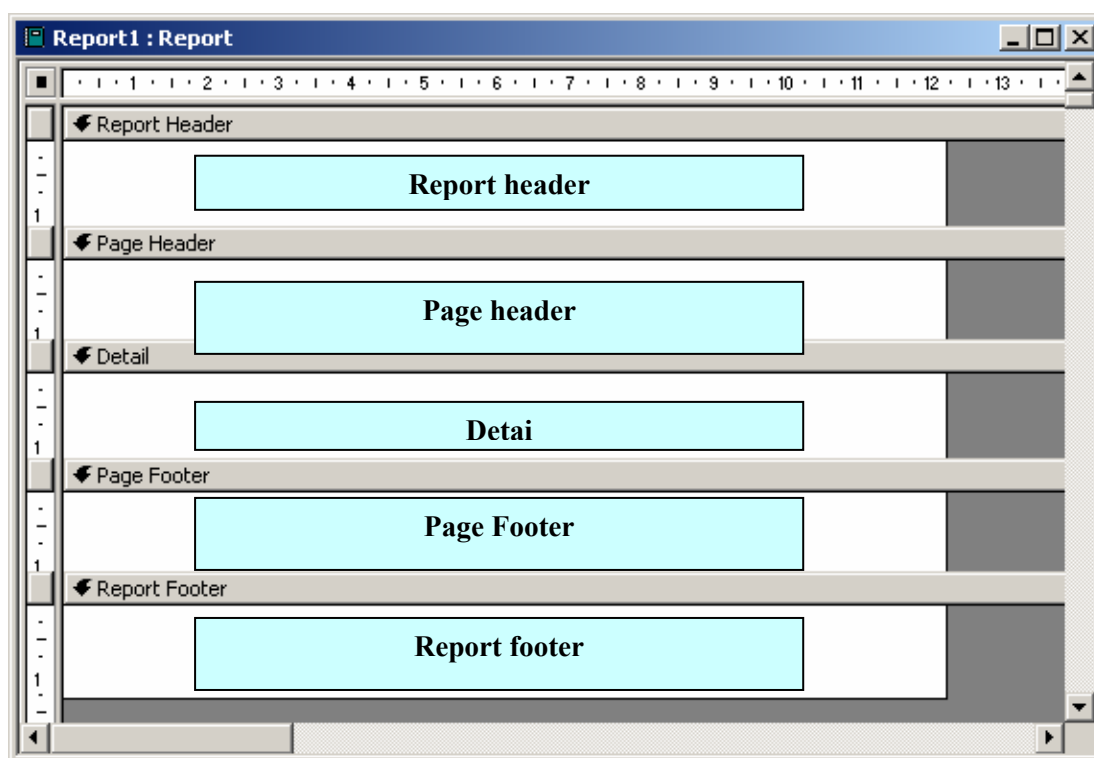 Report1 : Report
1 2 3 4 5 6 7 8 9 10 11 12 13
Report Header
Report header
1
Page Header
Page header
1
Detail
Detai
1
Page Footer
Page Footer
1
Report Footer
Report footer
1